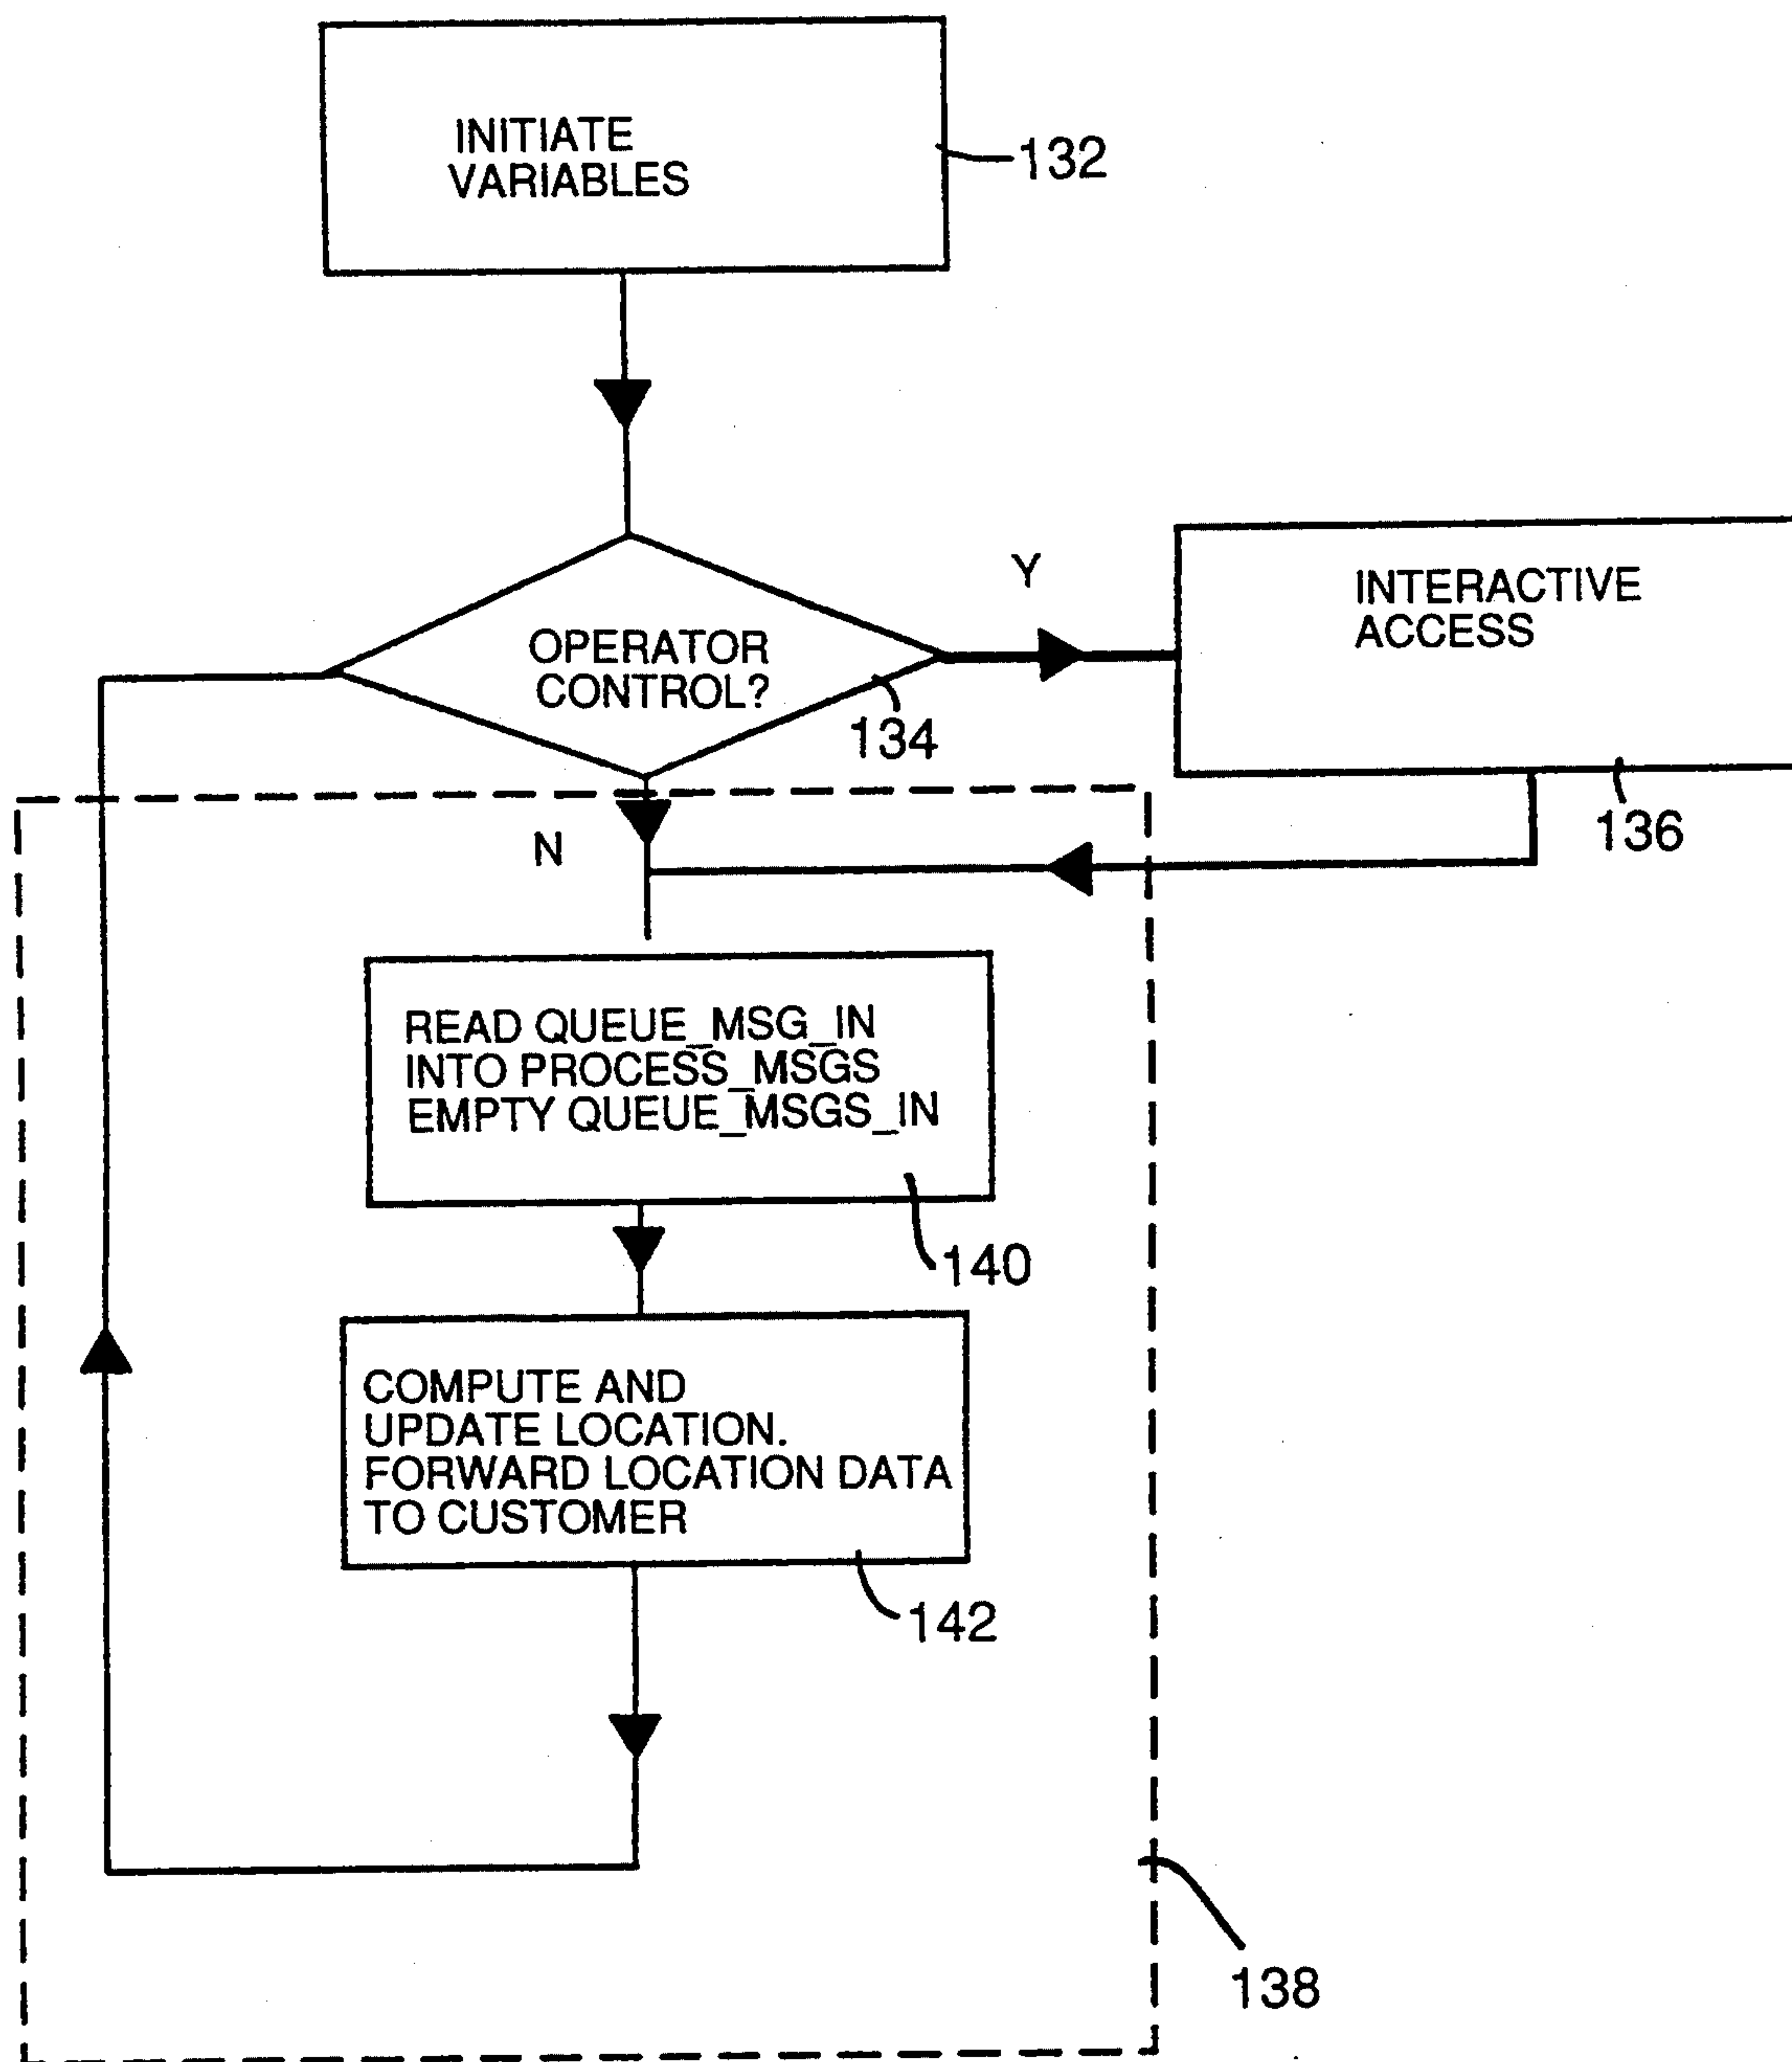 INITIATE
VARIABLES
132
Y
INTERACTIVE
ACCESS
OPERATOR
CONTROL?
134
136
N
READ QUEUE_MSG_IN
INTO PROCESS_MSGS
EMPTY QUEUE_MSGS_IN
140
COMPUTE AND
UPDATE LOCATION.
FORWARD LOCATION DATA
TO CUSTOMER
142
138